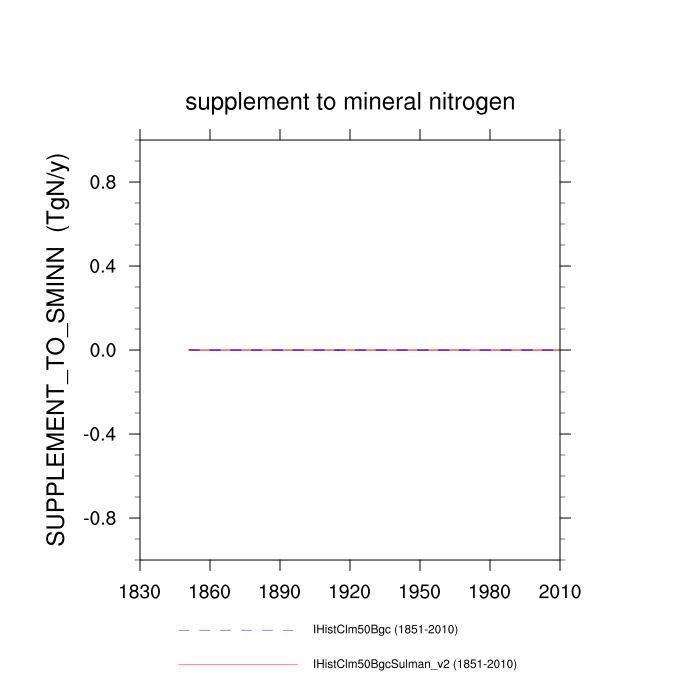 supplement to mineral nitrogen
SUPPLEMENT_TO_SMINN (TgN/y)
0.8
0.4
0.0
-0.4
-0.8
1830 1860 1890 1920 1950 1980 2010
IHistClm50Bgc (1851-2010)
IHistClm50BgcSulman_v2 (1851-2010)